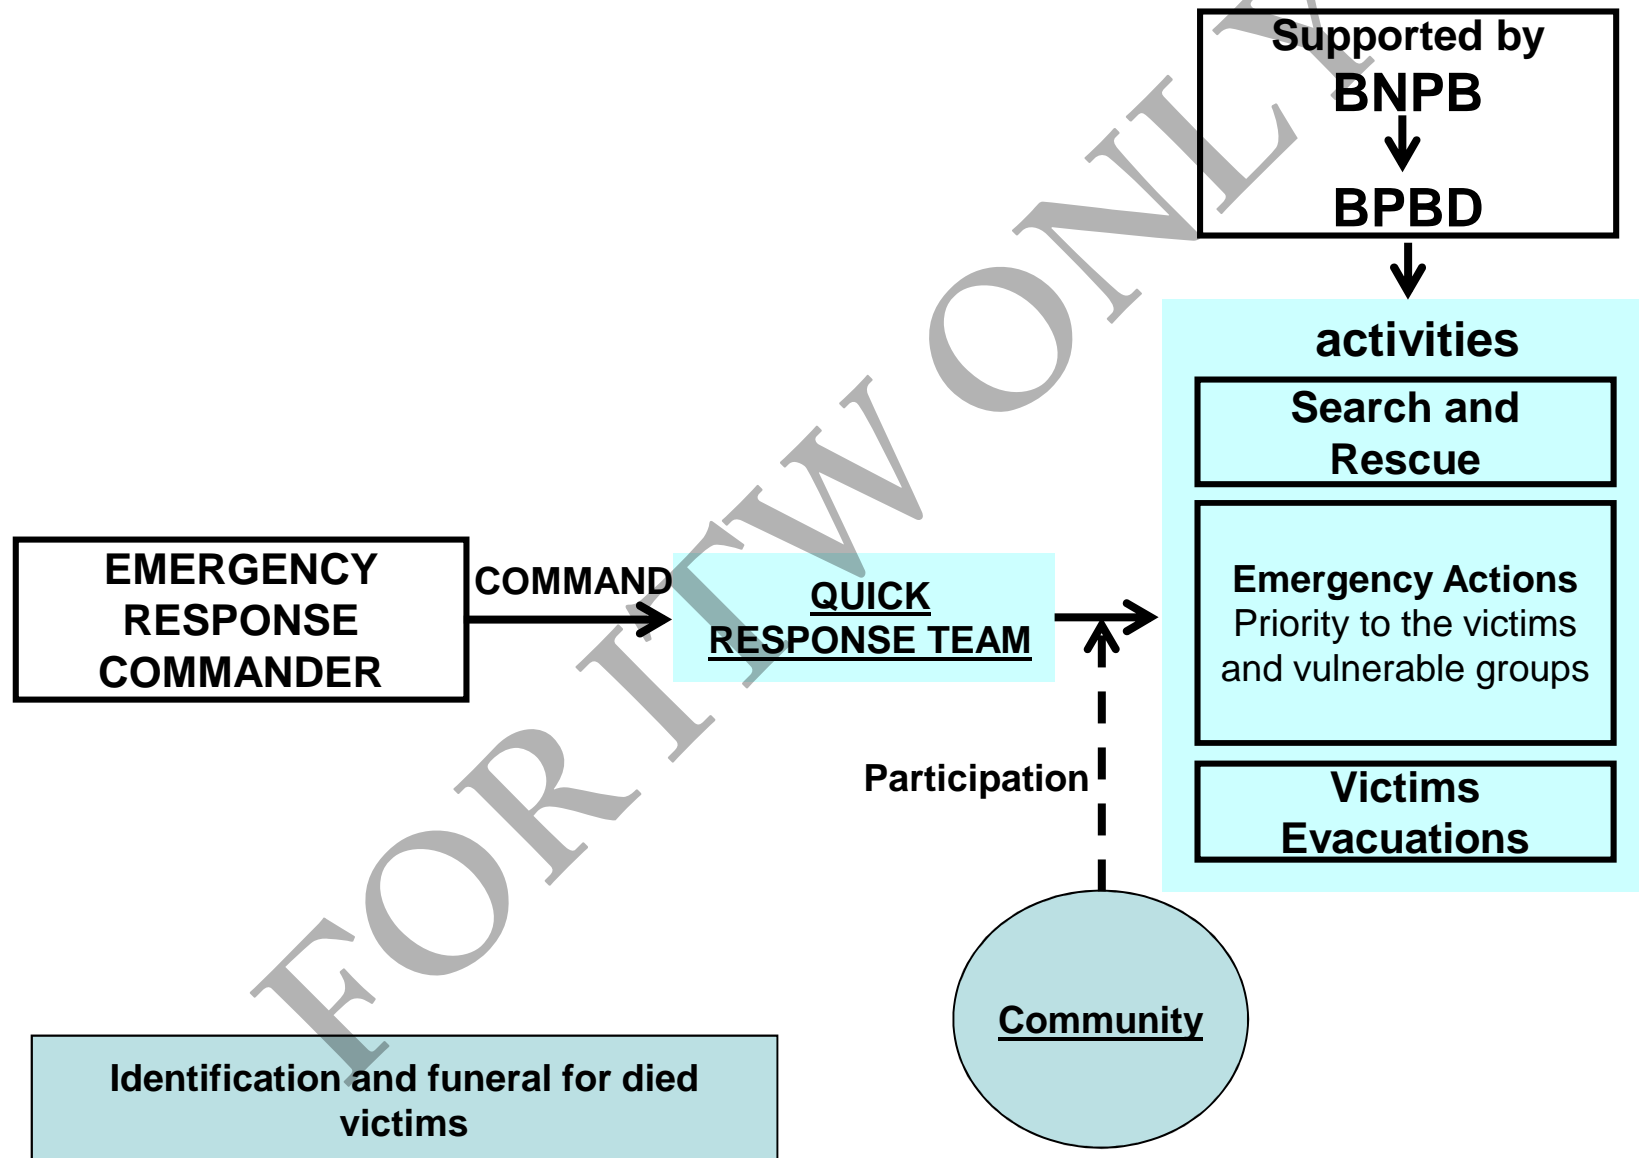 Supported by
BNPB
BPBD
activities
Search and
Rescue
EMERGENCY
RESPONSE
COMMANDER
COMMAND
QUICK
RESPONSE TEAM
Emergency Actions
Priority to the victims
and vulnerable groups
Participation
Victims
Evacuations
Community
Identification and funeral for died
victims
FOR ITW ONLY